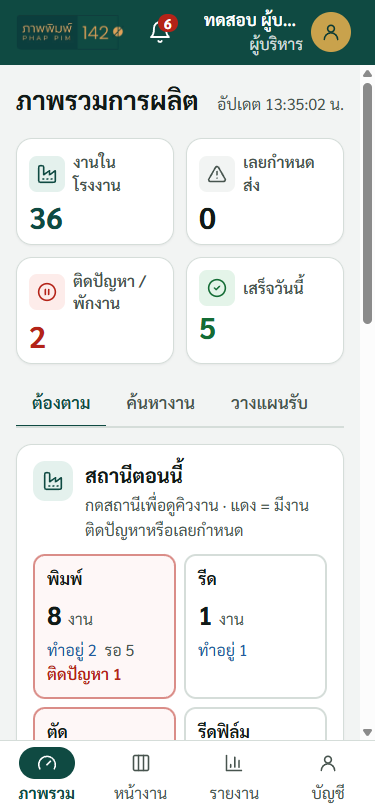 ภาพพิมพ์
PHAP PIM
142
6
ทดสอบ ผู้บ...
ผู้บริหาร
ภาพรวมการผลิต
อัปเดต 13:35:02 น.
งานใน
โรงงาน
36
เลยกำหนด
ส่ง
0
ติดปัญหา /
พักงาน
2
เสร็จวันนี้
5
ต้องตาม
ค้นหางาน
วางแผนรับ
สถานีตอนนี้
กดสถานีเพื่อดูคิวงาน · แดง = มีงาน
ติดปัญหาหรือเลยกำหนด
พิมพ์
8 งาน
ทำอยู่ 2 รอ 5
ติดปัญหา 1
รีด
1 งาน
ทำอยู่ 1
ตัด
รีดฟิล์ม
ภาพรวม
หน้างาน
รายงาน
บัญชี